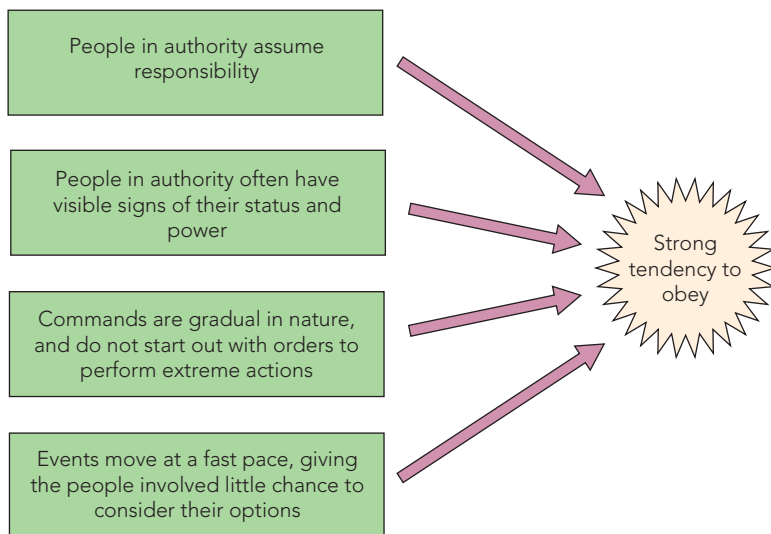 People in authority assume
responsibility
People in authority often have
visible signs of their status and
power
Commands are gradual in nature,
and do not start out with orders to
perform extreme actions
Events move at a fast pace, giving
the people involved little chance to
consider their options
Strong
tendency to
obey